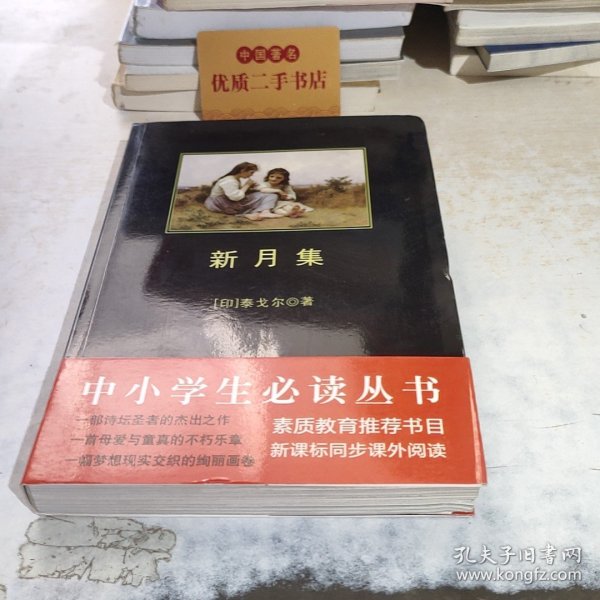 中国著名
优质二手书店
新月集
[印]泰戈尔◎著
中小学生必读丛书
一部诗坛圣者的杰出之作
一首母爱与童真的不朽乐章
一幅梦想现实交织的绚丽画卷
素质教育推荐书目
新课标同步课外阅读
孔夫子旧书网
www.kongfz.com